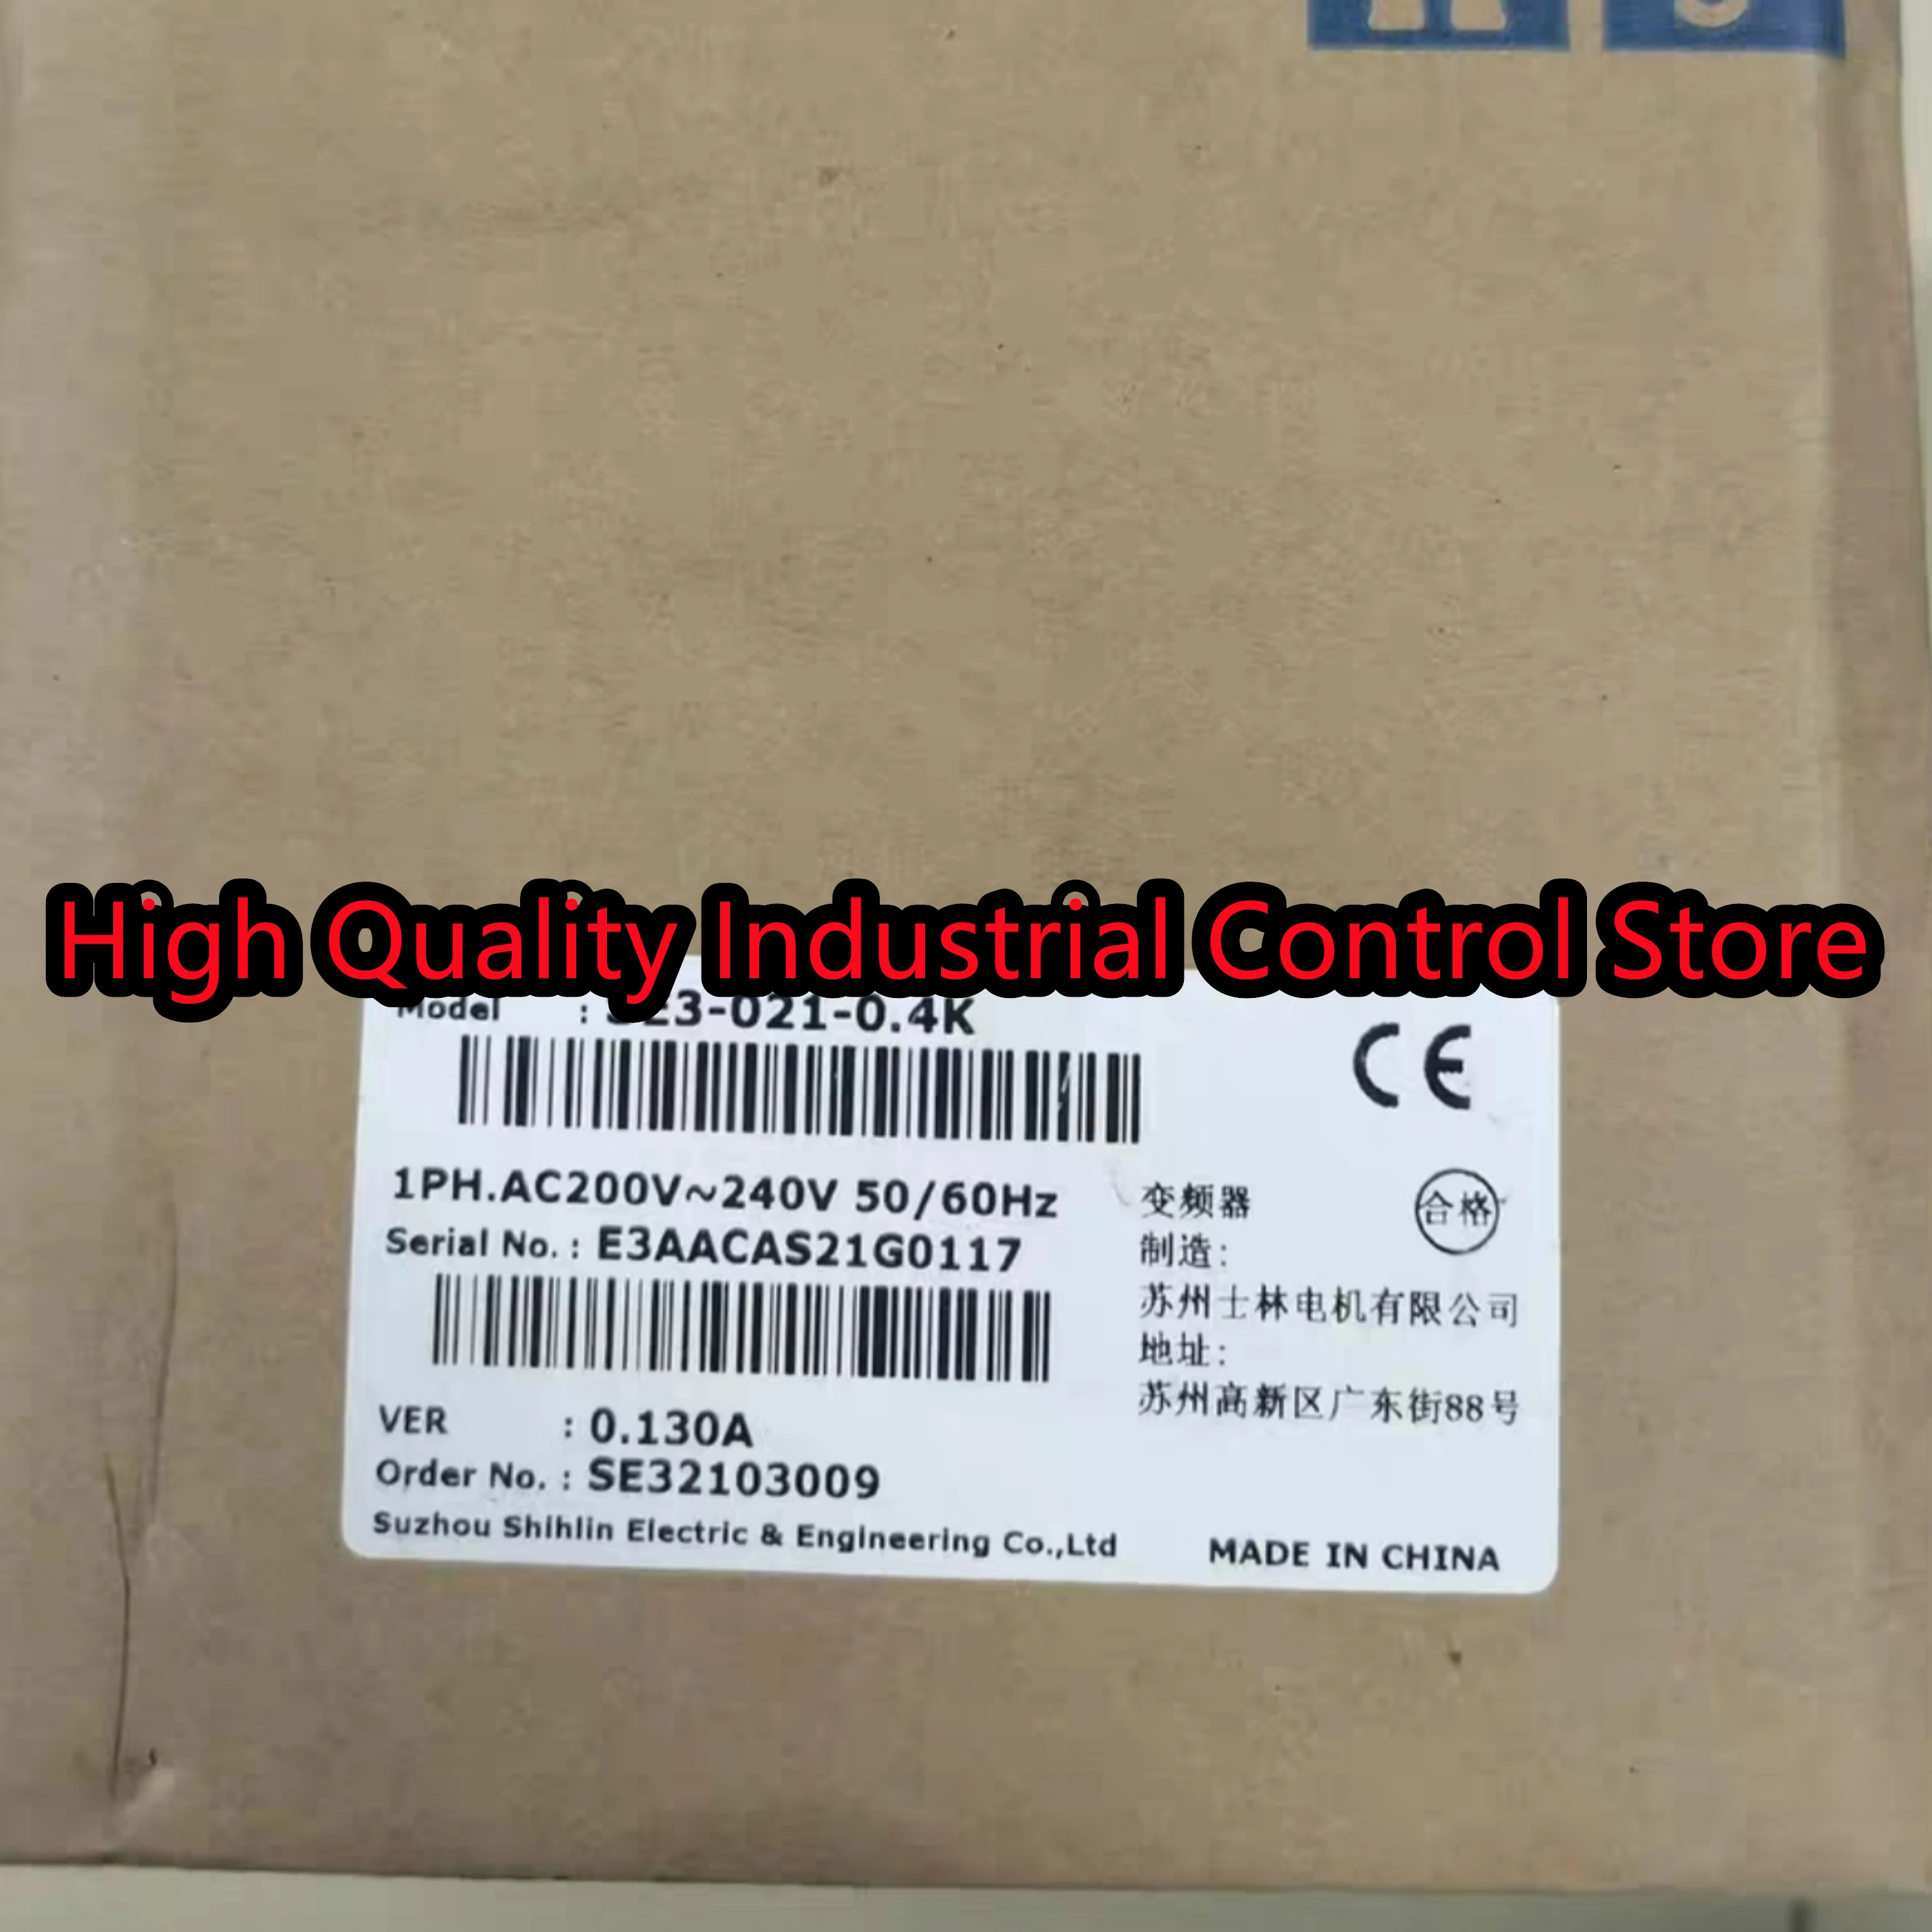 High Quality Industrial Control Store
Model : SE3-021-0.4K
CE
1PH.AC200V~240V 50/60Hz
变频器
合格
Serial No. : E3AACAS21G0117
制造:
苏州士林电机有限公司
地址:
苏州高新区广东街88号
VER : 0.130A
Order No. : SE32103009
Suzhou Shihlin Electric & Engineering Co.,Ltd
MADE IN CHINA